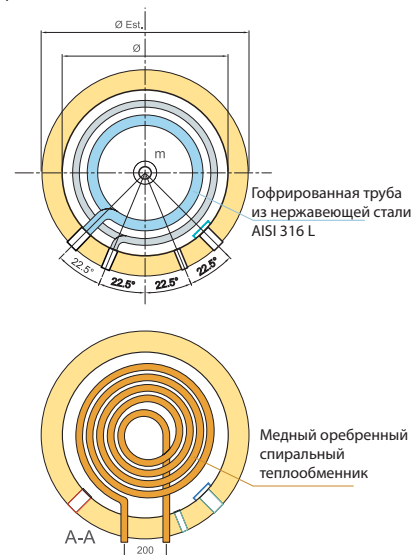 Ø Est.
Ø
m
Гофрированная труба
из нержавеющей стали
AISI 316 L
22.5°
22.5°
22.5°
22.5°
Медный оребренный
спиральный
теплообменник
A-A
200